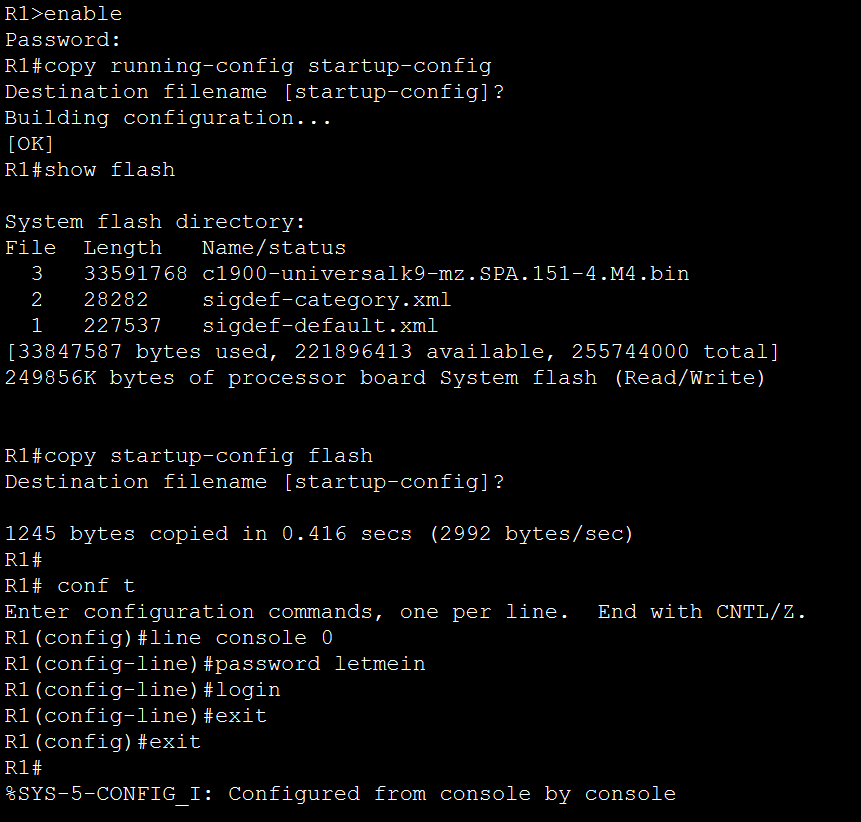 R1>enable
Password:
R1#copy running-config startup-config
Destination filename [startup-config]?
Building configuration...
[OK]
R1#show flash
System flash directory:
File  Length   Name/status
  3   33591768 c1900-universalk9-mz.SPA.151-4.M4.bin
  2   28282    sigdef-category.xml
  1   227537   sigdef-default.xml
[33847587 bytes used, 221896413 available, 255744000 total]
249856K bytes of processor board System flash (Read/Write)
R1#copy startup-config flash
Destination filename [startup-config]?
1245 bytes copied in 0.416 secs (2992 bytes/sec)
R1#
R1# conf t
Enter configuration commands, one per line.  End with CNTL/Z.
R1(config)#line console 0
R1(config-line)#password letmein
R1(config-line)#login
R1(config-line)#exit
R1(config)#exit
R1#
%SYS-5-CONFIG_I: Configured from console by console